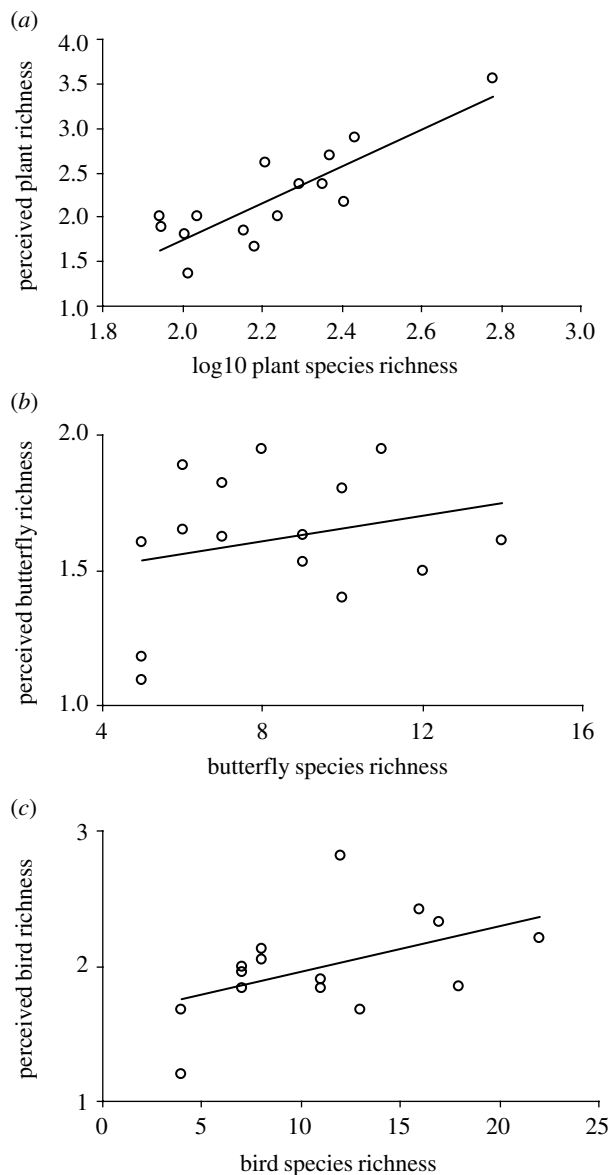 (a)
4.0
3.5
3.0
2.5
2.0
1.5
1.0
perceived plant richness
1.8 2.0 2.2 2.4 2.6 2.8 3.0
log10 plant species richness
(b)
2.0
1.5
1.0
perceived butterfly richness
4 8 12 16
butterfly species richness
(c)
3
2
1
perceived bird richness
0 5 10 15 20 25
bird species richness